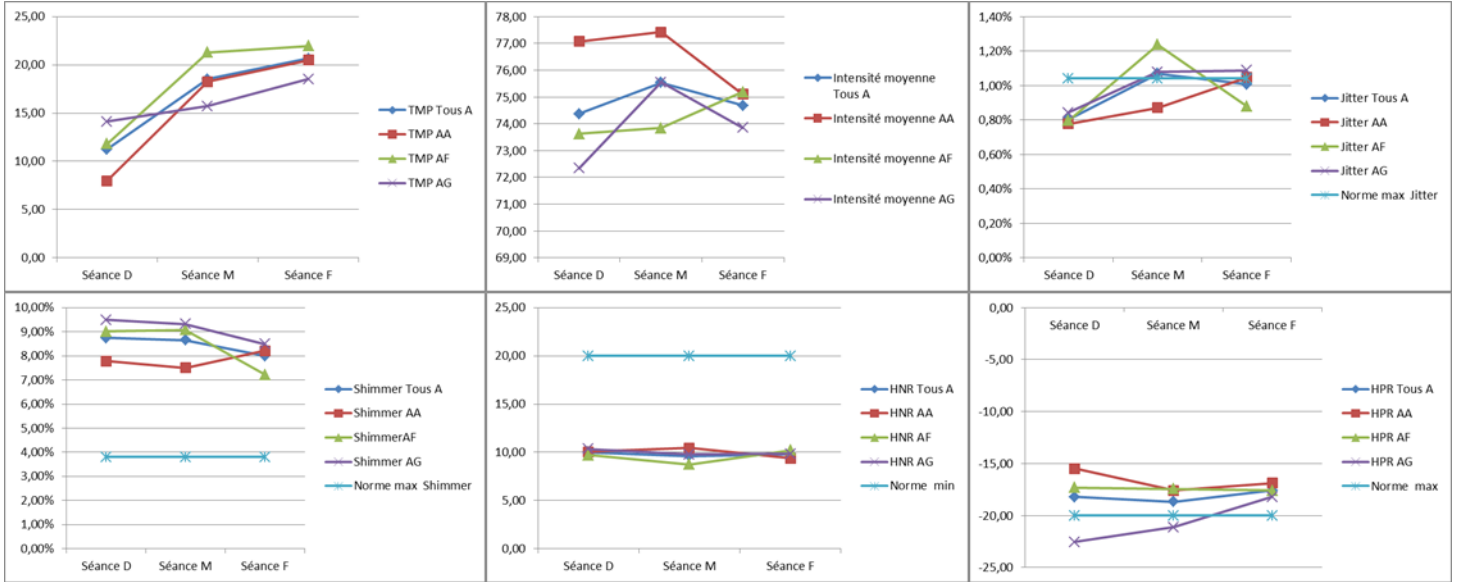 25,00
20,00
15,00
10,00
5,00
0,00
Séance D
Séance M
Séance F
TMP Tous A
TMP AA
TMP AF
TMP AG
78,00
77,00
76,00
75,00
74,00
73,00
72,00
71,00
70,00
69,00
Séance D
Séance M
Séance F
Intensité moyenne
Tous A
Intensité moyenne AA
Intensité moyenne AF
Intensité moyenne AG
1,40%
1,20%
1,00%
0,80%
0,60%
0,40%
0,20%
0,00%
Séance D
Séance M
Séance F
Jitter Tous A
Jitter AA
Jitter AF
Jitter AG
Norme max Jitter
10,00%
9,00%
8,00%
7,00%
6,00%
5,00%
4,00%
3,00%
2,00%
1,00%
0,00%
Séance D
Séance M
Séance F
Shimmer Tous A
Shimmer AA
ShimmerAF
Shimmer AG
Norme max Shimmer
25,00
20,00
15,00
10,00
5,00
0,00
Séance D
Séance M
Séance F
HNR Tous A
HNR AA
HNR AF
HNR AG
Norme min
0,00
-5,00
-10,00
-15,00
-20,00
-25,00
Séance D
Séance M
Séance F
HPR Tous A
HPR AA
HPR AF
HPR AG
Norme max